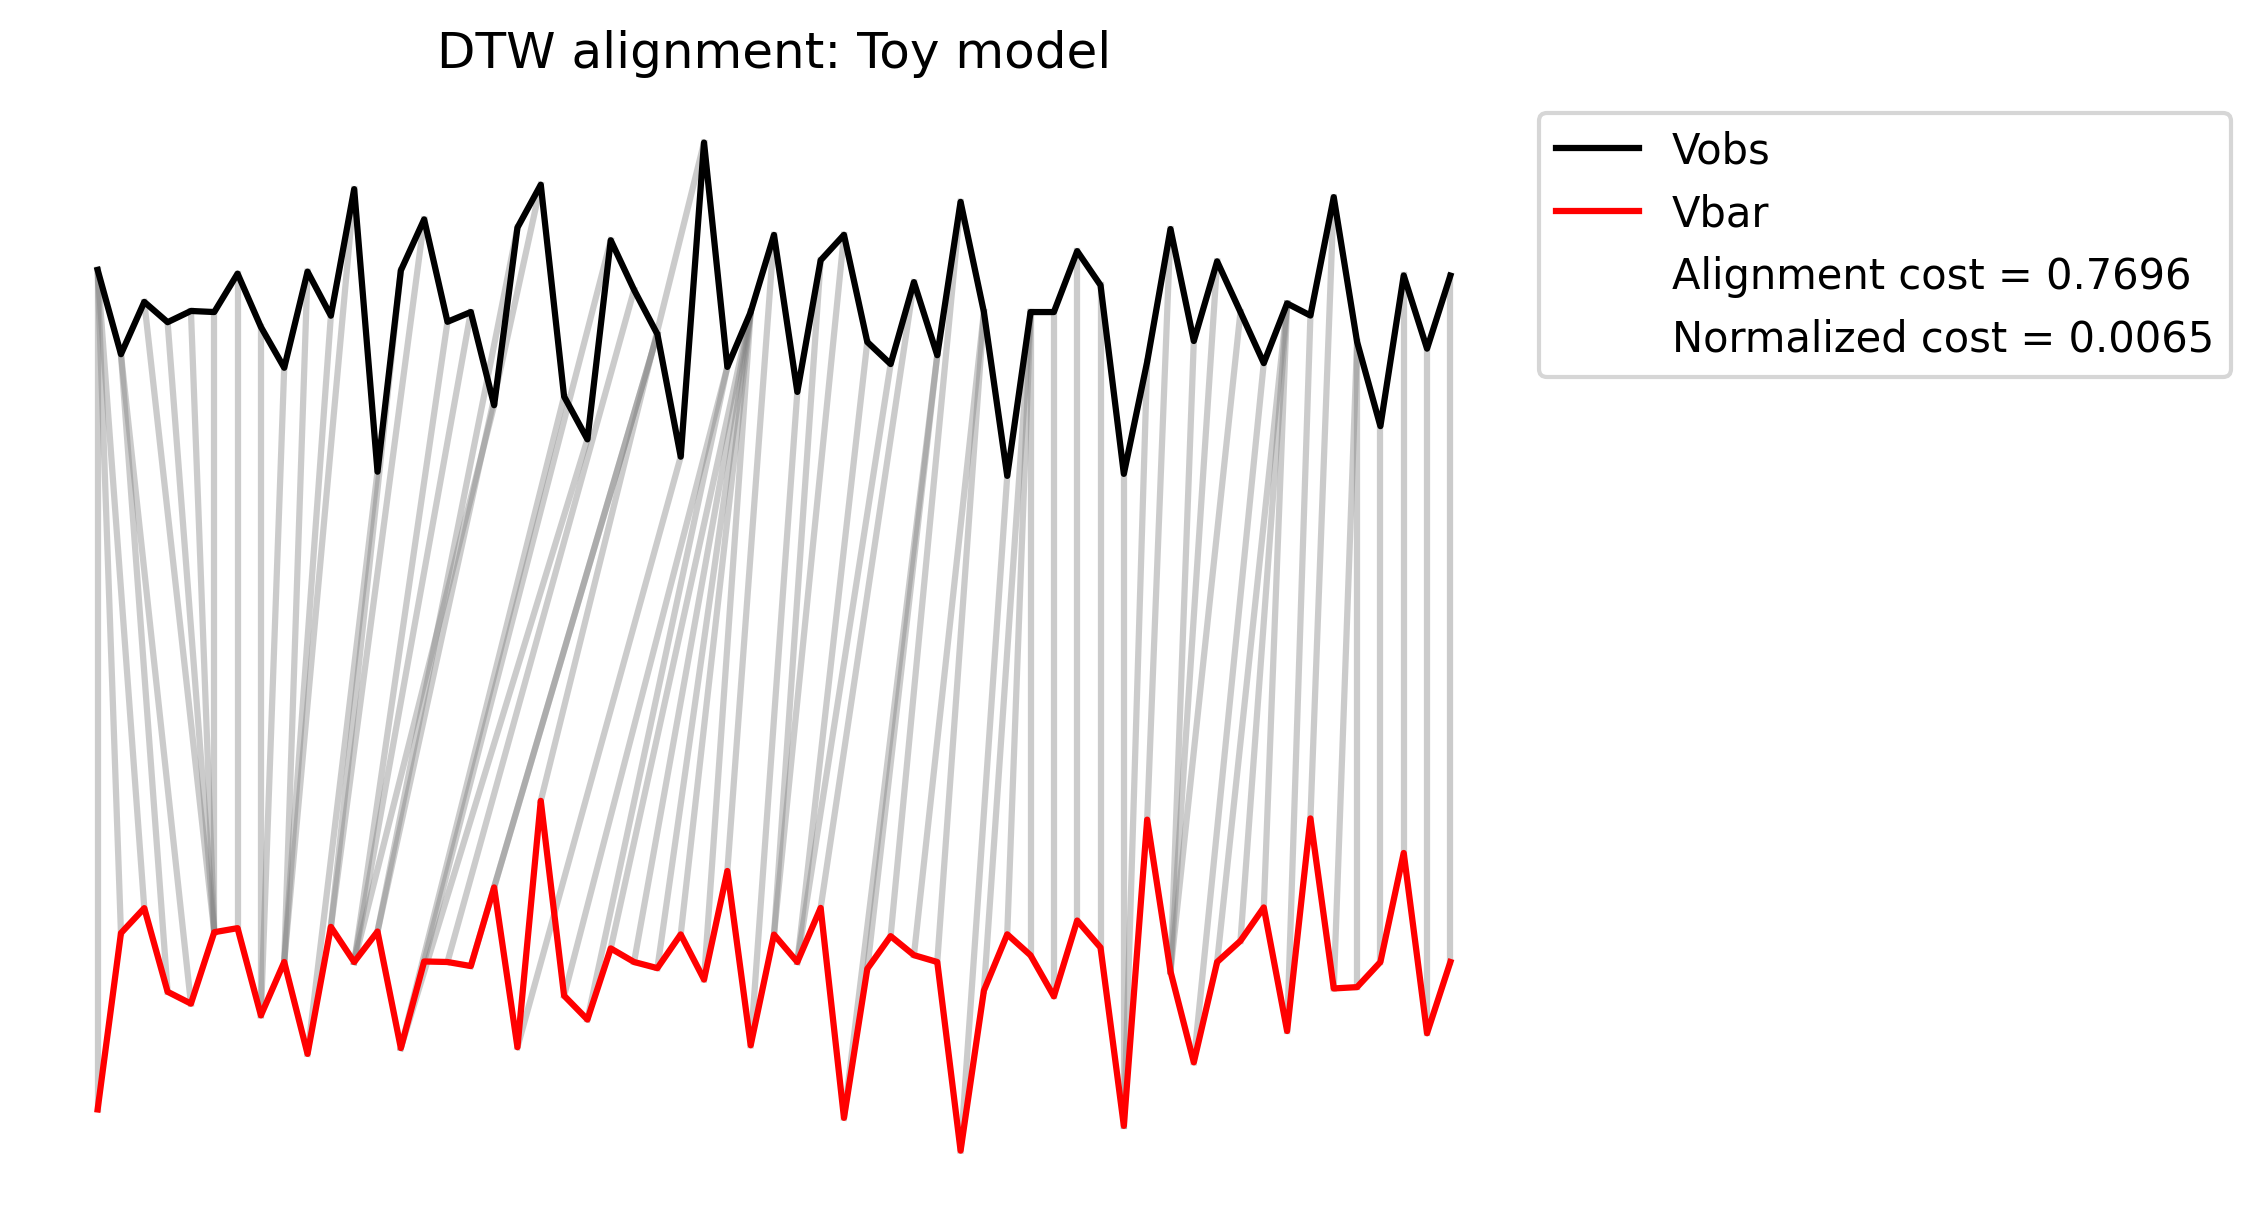 DTW alignment: Toy model
Vobs
Vbar
Alignment cost = 0.7696
Normalized cost = 0.0065